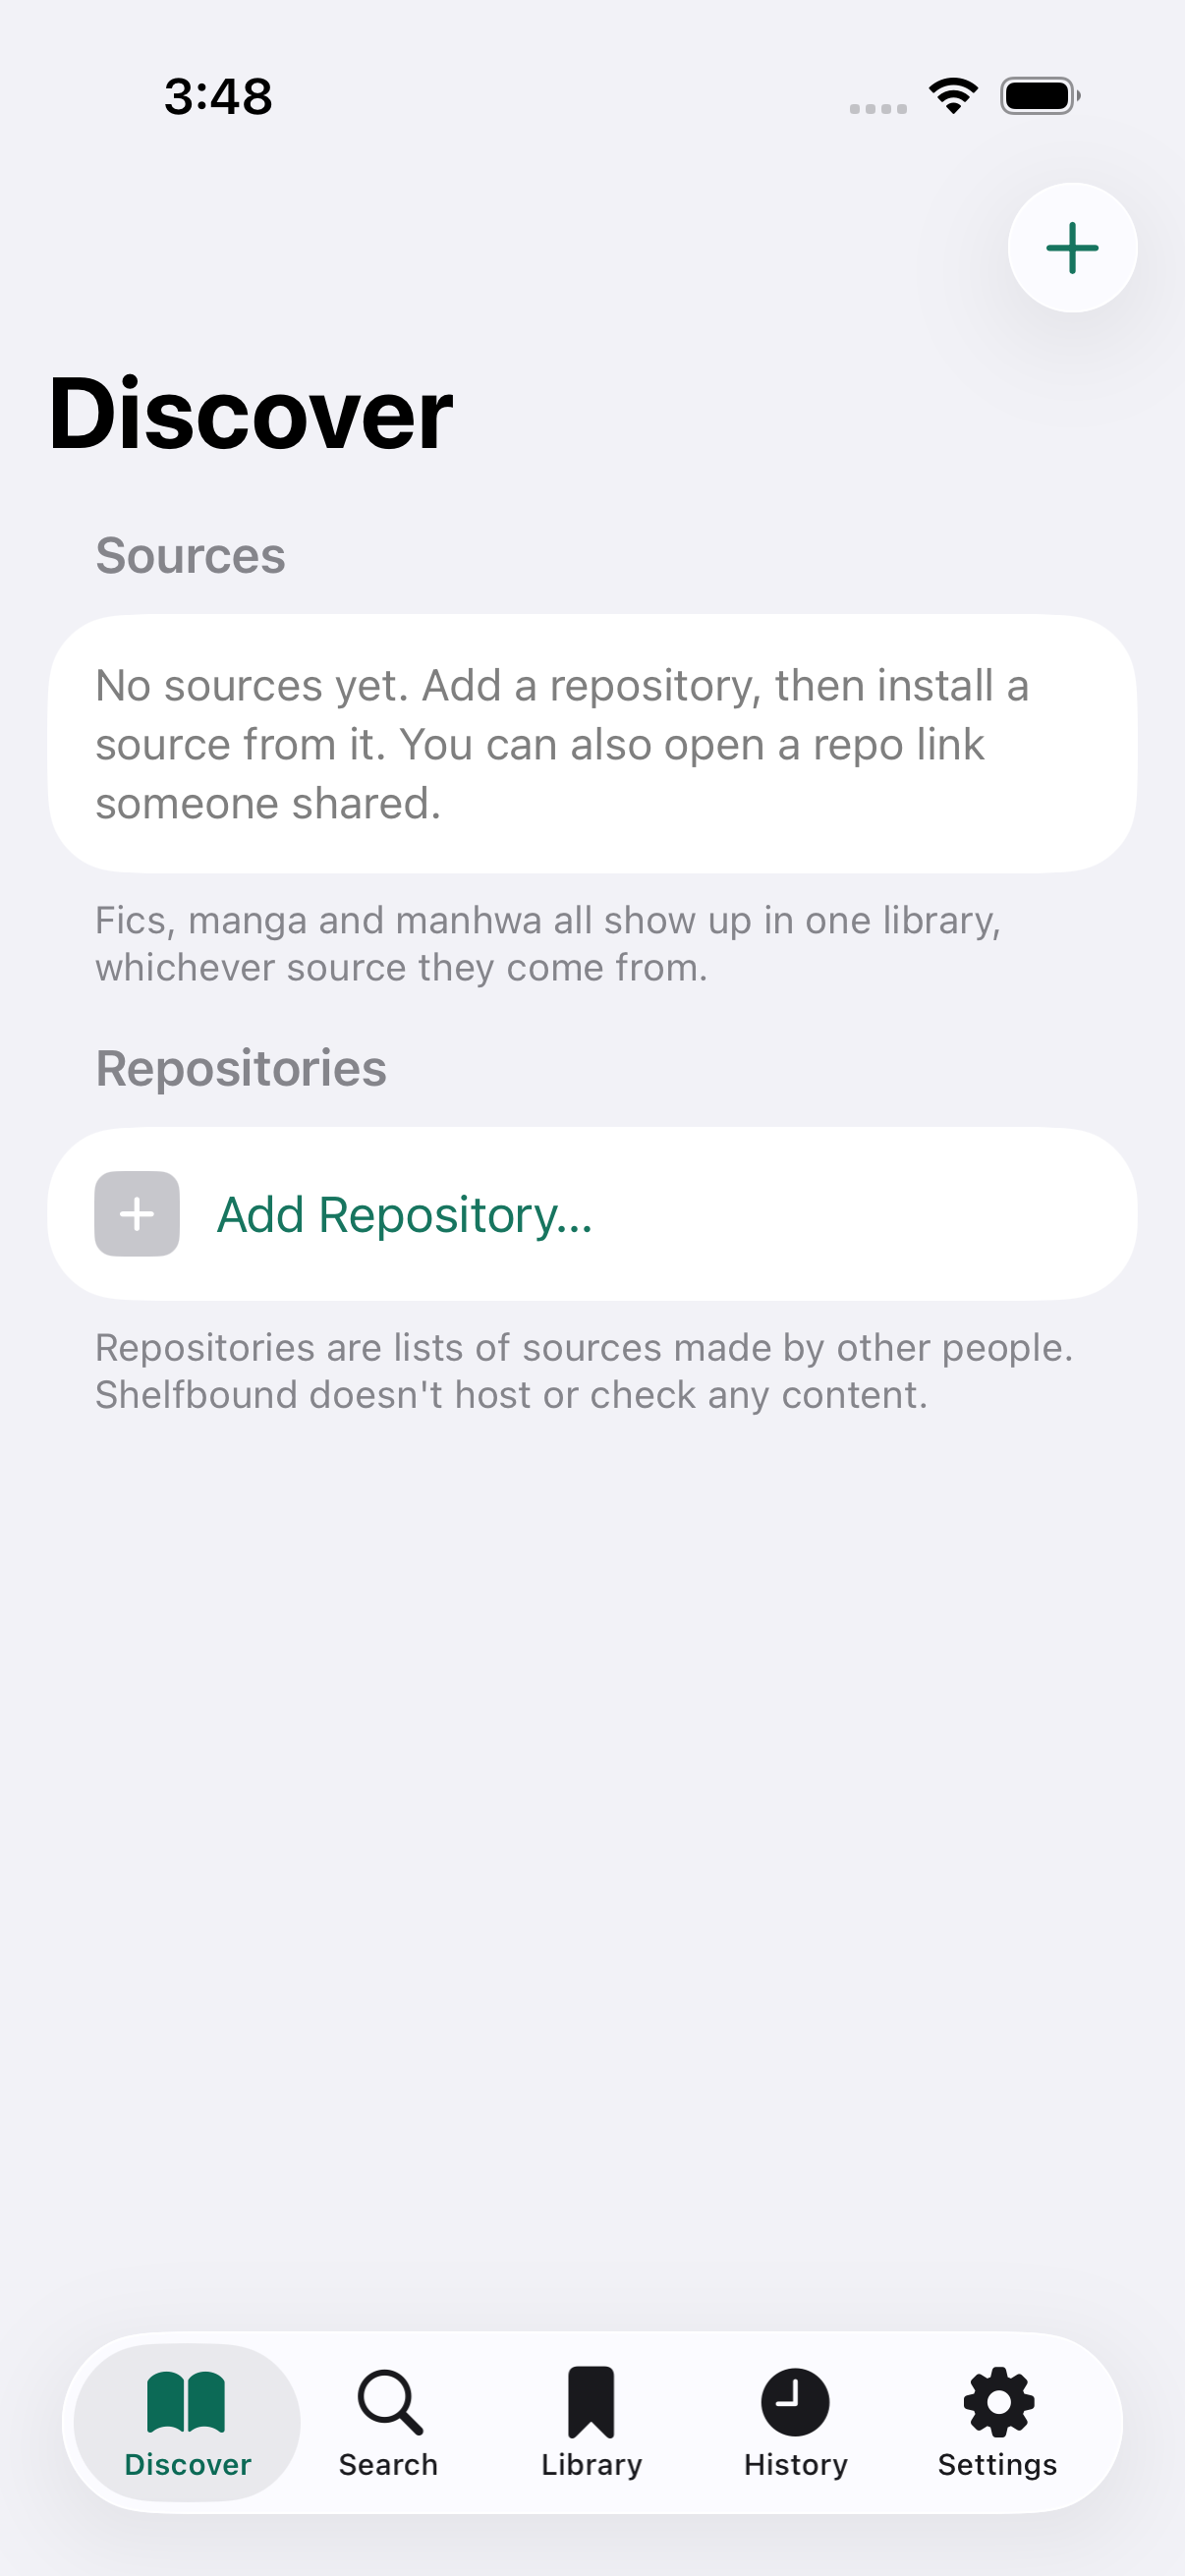 3:48
Discover
Sources
No sources yet. Add a repository, then install a
source from it. You can also open a repo link
someone shared.
Fics, manga and manhwa all show up in one library,
whichever source they come from.
Repositories
Add Repository...
Repositories are lists of sources made by other people.
Shelfbound doesn't host or check any content.
Discover
Search
Library
History
Settings